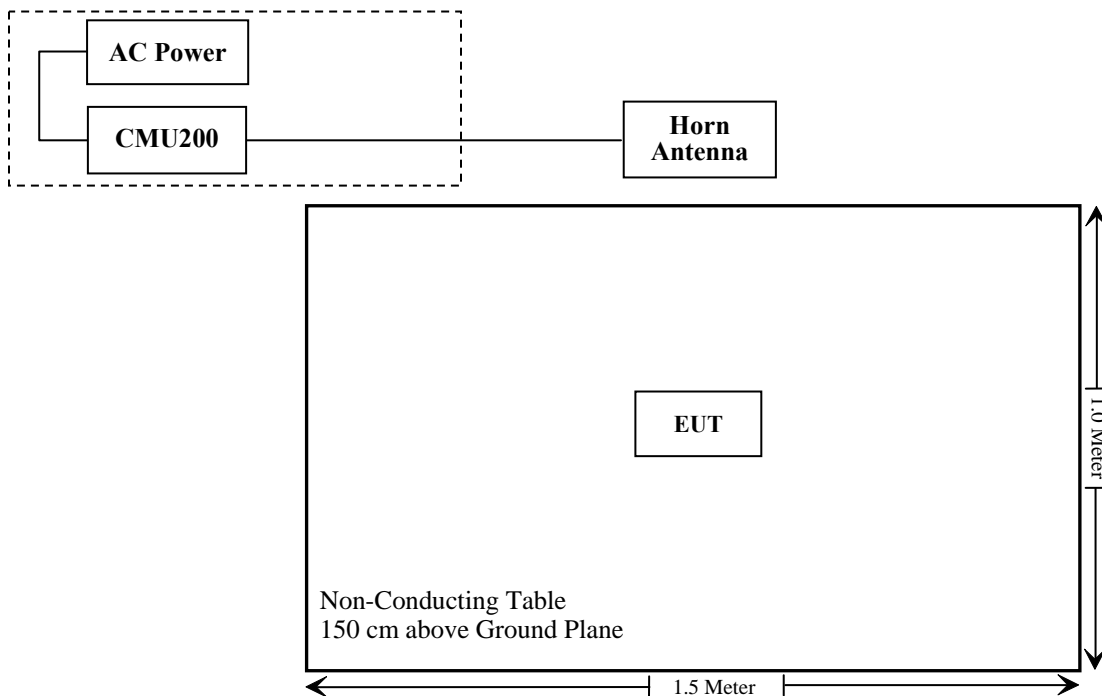 AC Power
CMU200
Horn
Antenna
EUT
1.0 Meter
Non-Conducting Table
150 cm above Ground Plane
1.5 Meter